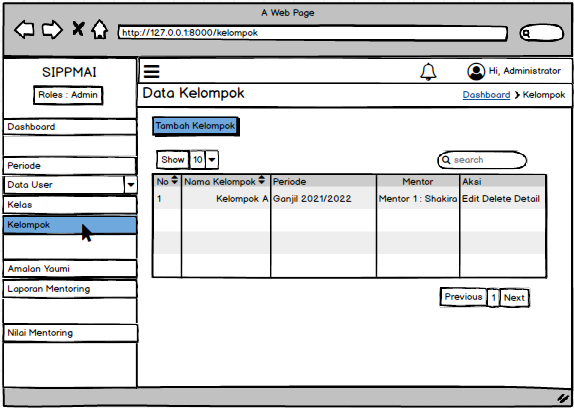 A Web Page
http://127.0.0.1:8000/kelompok
SIPPMAI
Roles : Admin
Hi, Administrator
Data Kelompok
Dashboard > Kelompok
Dashboard
Periode
Data User
Kelas
Kelompok
Amalan Yaumi
Laporan Mentoring
Nilai Mentoring
Tambah Kelompok
Show 10
search
No Nama Kelompok Periode Mentor Aksi
1 Kelompok A Ganjil 2021/2022 Mentor 1 : Shakira Edit Delete Detail
Previous 1 Next